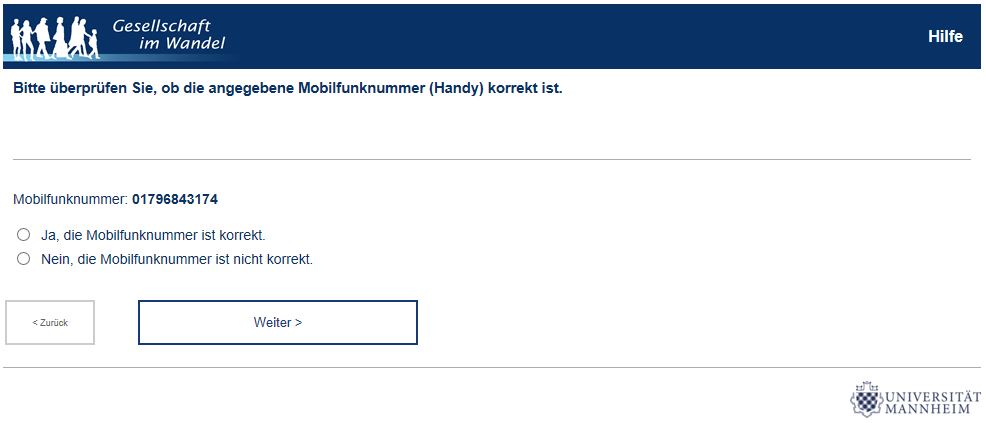 Gesellschaft
im Wandel
Hilfe
Bitte überprüfen Sie, ob die angegebene Mobilfunknummer (Handy) korrekt ist.
Mobilfunknummer: 01796843174
Ja, die Mobilfunknummer ist korrekt.
Nein, die Mobilfunknummer ist nicht korrekt.
< Zurück
Weiter >
UNIVERSITÄT
MANNHEIM